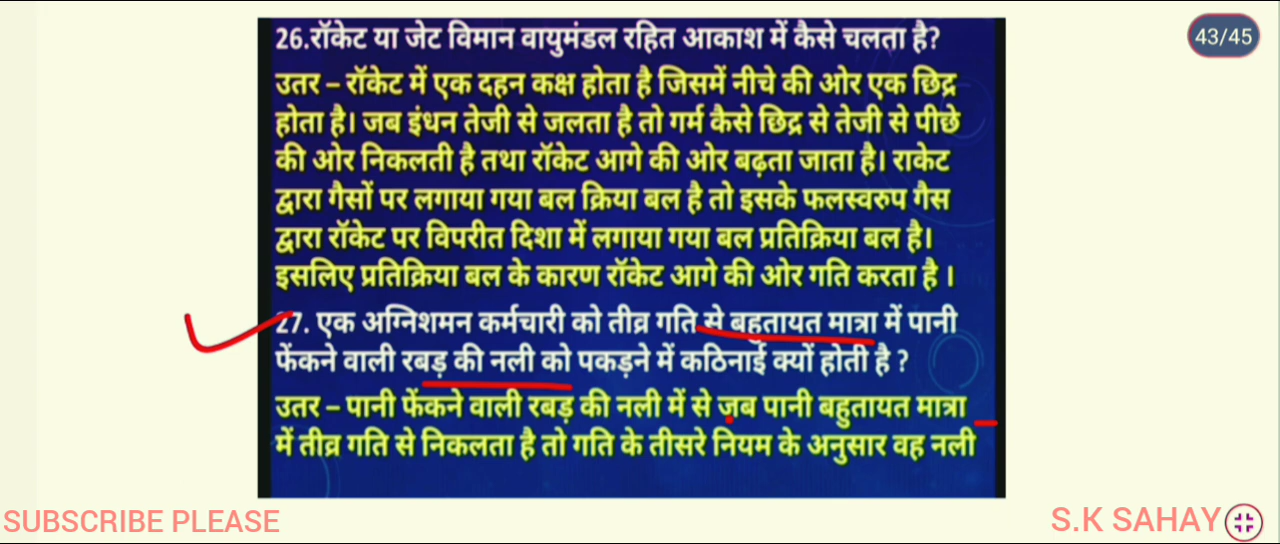 43/45
26.रॉकेट या जेट विमान वायुमंडल रहित आकाश में कैसे चलता है?
उतर – रॉकेट में एक दहन कक्ष होता है जिसमें नीचे की ओर एक छिद्र
होता है। जब इंधन तेजी से जलता है तो गर्म कैसे छिद्र से तेजी से पीछे
की ओर निकलती है तथा रॉकेट आगे की ओर बढ़ता जाता है। राकेट
द्वारा गैसों पर लगाया गया बल क्रिया बल है तो इसके फलस्वरुप गैस
द्वारा रॉकेट पर विपरीत दिशा में लगाया गया बल प्रतिक्रिया बल है।
इसलिए प्रतिक्रिया बल के कारण रॉकेट आगे की ओर गति करता है ।
27. एक अग्निशमन कर्मचारी को तीव्र गति से बहुतायत मात्रा में पानी
फेंकने वाली रबड़ की नली को पकड़ने में कठिनाई क्यों होती है ?
उतर – पानी फेंकने वाली रबड़ की नली में से जब पानी बहुतायत मात्रा
में तीव्र गति से निकलता है तो गति के तीसरे नियम के अनुसार वह नली
SUBSCRIBE PLEASE
S.K SAHAY